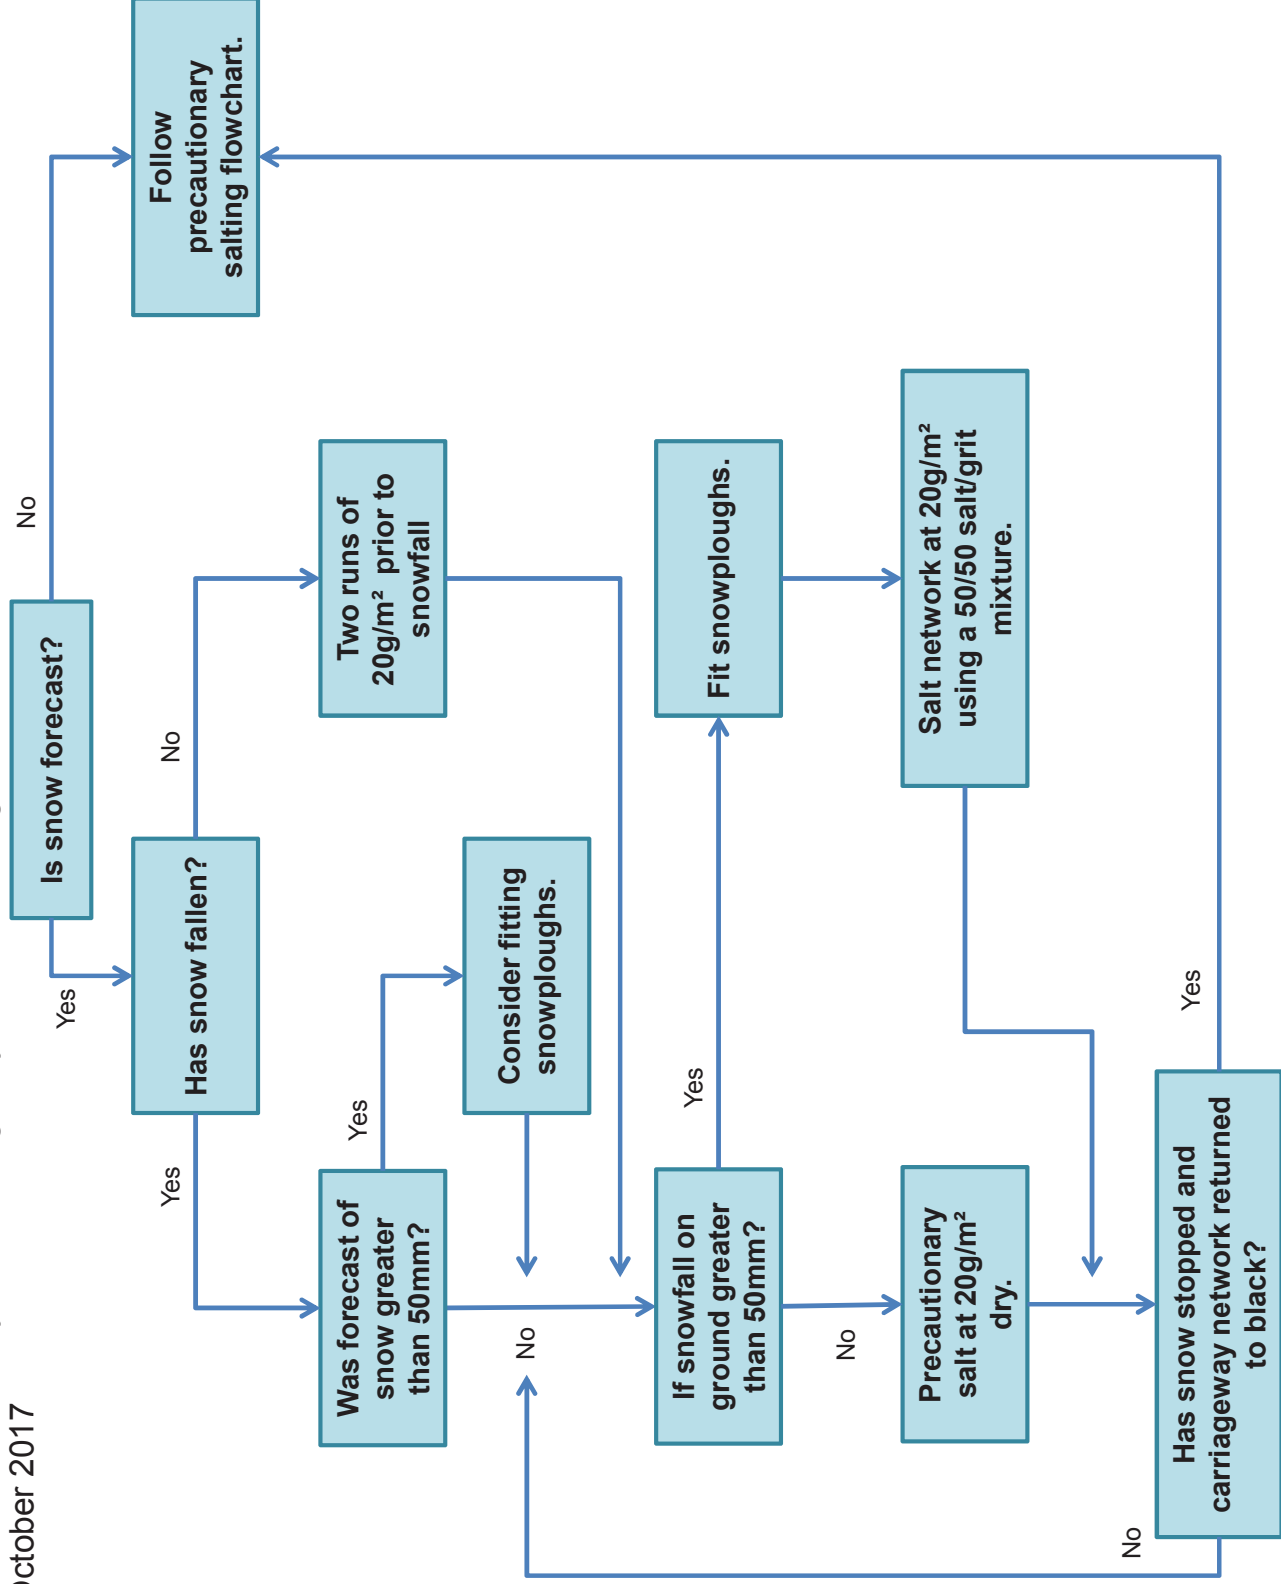 October 2017
Is snow forecast?
No
Yes
Follow
precautionary
salting flowchart.
Has snow fallen?
No
Yes
Two runs of
20g/m² prior to
snowfall
Was forecast of
snow greater
than 50mm?
Yes
Consider fitting
snowploughs.
No
If snowfall on
ground greater
than 50mm?
Yes
Fit snowploughs.
No
Precautionary
salt at 20g/m²
dry.
Salt network at 20g/m²
using a 50/50 salt/grit
mixture.
Has snow stopped and
carriageway network returned
to black?
Yes
No